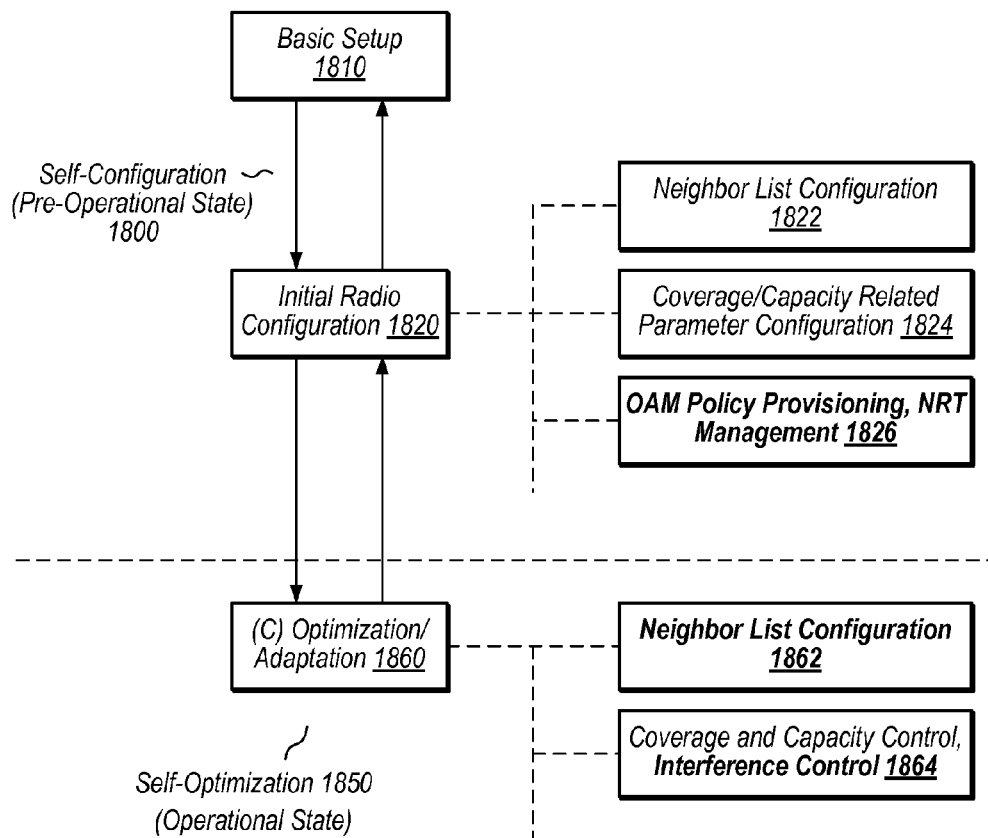 Basic Setup
1810
Self-Configuration
(Pre-Operational State)
1800
Neighbor List Configuration
1822
Initial Radio
Configuration 1820
Coverage/Capacity Related
Parameter Configuration 1824
OAM Policy Provisioning, NRT
Management 1826
(C) Optimization/
Adaptation 1860
Neighbor List Configuration
1862
Coverage and Capacity Control,
Interference Control 1864
Self-Optimization 1850
(Operational State)